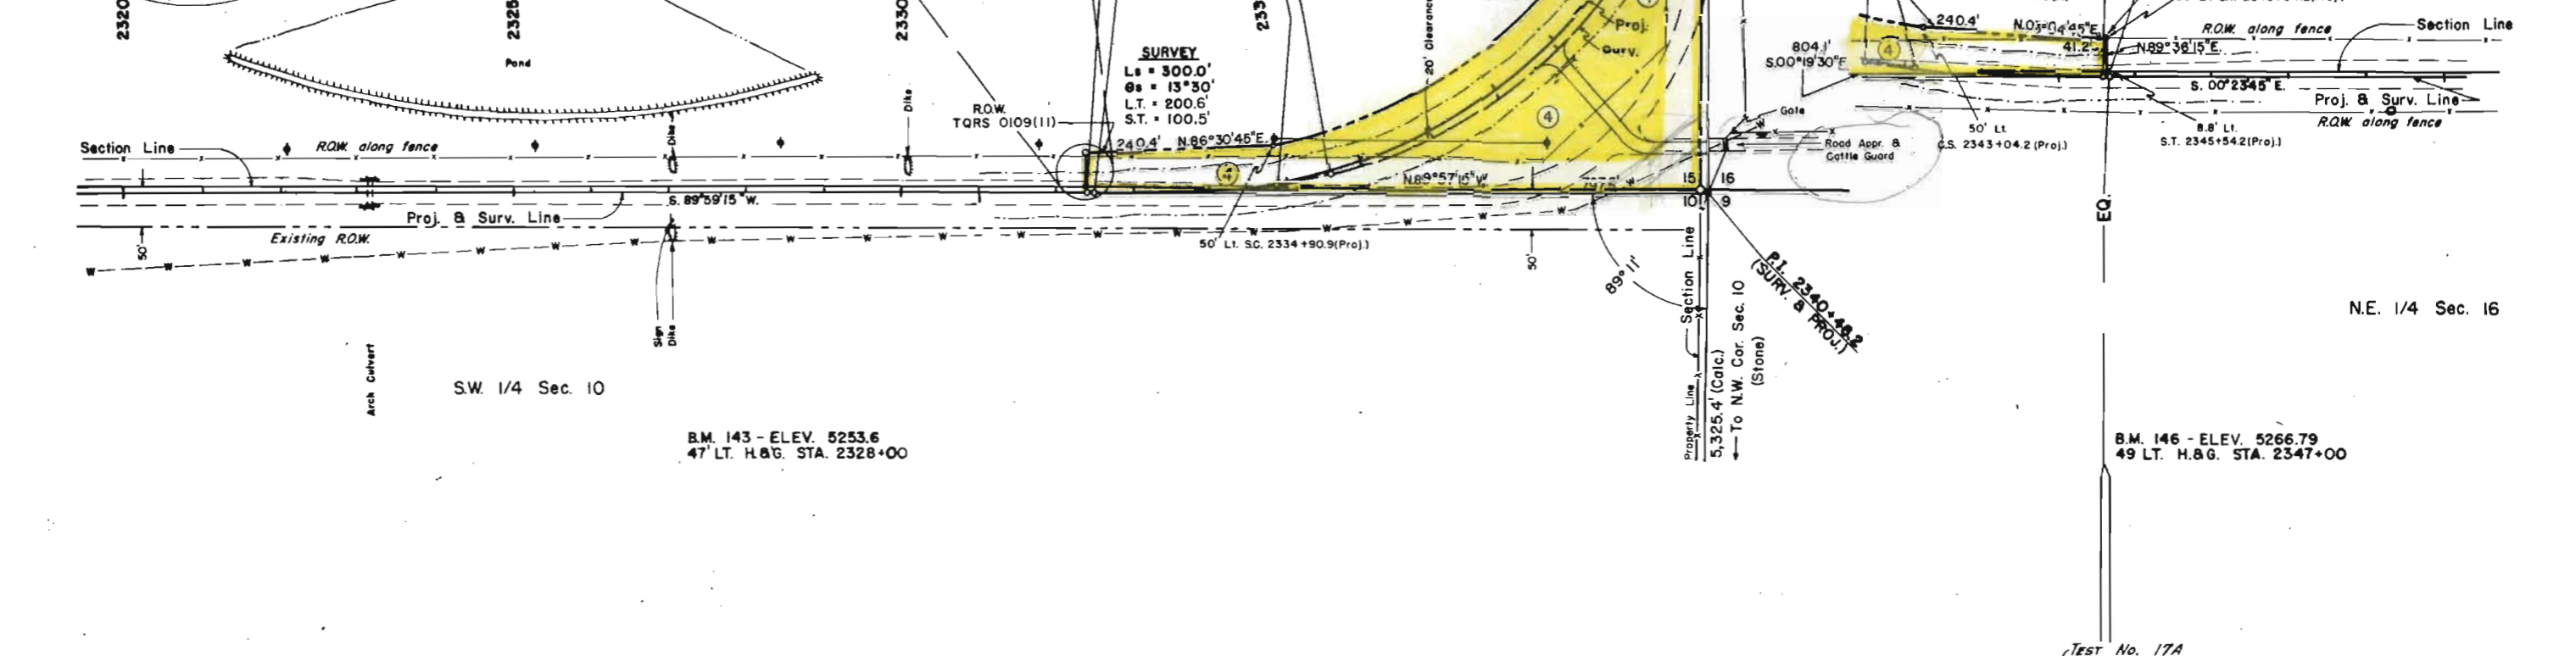 2320
2325
2330
Pond
Dike
Dike
SURVEY
Ls = 300.0'
θs = 13°30'
L.T. = 200.6'
S.T. = 100.5'
R.O.W.
TQRS 0109(11)
20' Clearance
Proj.
Curv.
4
240.4'
N.86°30'45"E.
4
N.89°57'15"W
15 16
10 9
Section Line
R.O.W. along fence
S. 89°59'15"W.
Proj. & Surv. Line
Existing R.O.W.
50'
50' Lt. S.C. 2334+90.9(Proj.)
50'
89°11'
Section Line
Property Line
5,325.4' (Calc.)
To N.W. Cor. Sec. 10
(Stone)
P.I. 2340+48.2
(SURV. & PROJ.)
Gate
Road Appr. &
Cattle Guard
804.1'
S.00°19'30"E.
4
240.4'
N.03°04'45"E.
41.2
N.89°36'15"E.
R.O.W. along fence
Section Line
S. 00°23'45" E.
Proj. & Surv. Line
R.O.W. along fence
50' Lt.
C.S. 2343+04.2(Proj.)
8.8' Lt.
S.T. 2345+54.2(Proj.)
EQ.
N.E. 1/4 Sec. 16
Sign
Dike
Arch Culvert
S.W. 1/4 Sec. 10
B.M. 143 - ELEV. 5253.6
47' LT. H.&G. STA. 2328+00
B.M. 146 - ELEV. 5266.79
49 LT. H.&G. STA. 2347+00
TEST No. 17A